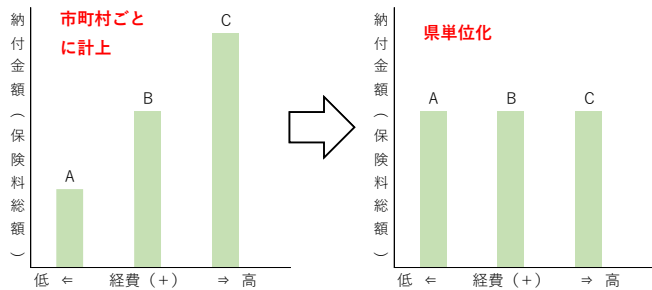 市町村ごと
に計上
納付金額（保険料総額）
A
B
C
低 ⇐ 経費（＋） ⇒ 高
県単位化
納付金額（保険料総額）
A
B
C
低 ⇐ 経費（＋） ⇒ 高